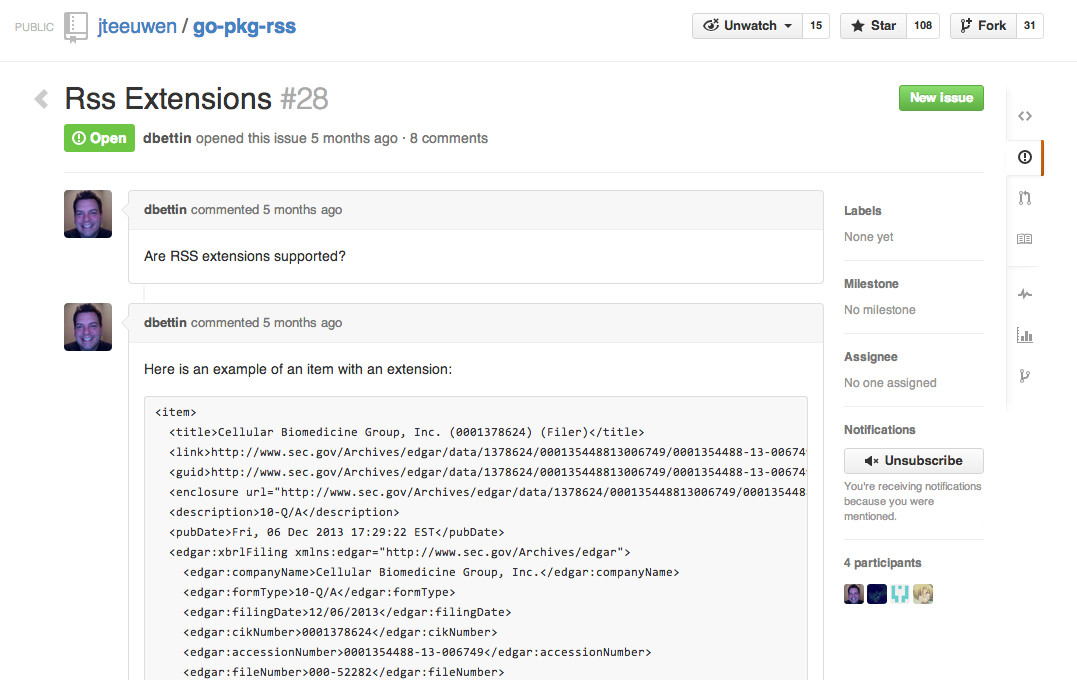 PUBLIC jteeuwen / go-pkg-rss Unwatch 15 Star 108 Fork 31
Rss Extensions #28 New issue
Open dbettin opened this issue 5 months ago · 8 comments
dbettin commented 5 months ago
Are RSS extensions supported?
dbettin commented 5 months ago
Here is an example of an item with an extension:
<item>
<title>Cellular Biomedicine Group, Inc. (0001378624) (Filer)</title>
<link>http://www.sec.gov/Archives/edgar/data/1378624/000135448813006749/0001354488-13-00674
<guid>http://www.sec.gov/Archives/edgar/data/1378624/000135448813006749/0001354488-13-00674
<enclosure url="http://www.sec.gov/Archives/edgar/data/1378624/000135448813006749/000135448
<description>10-Q/A</description>
<pubDate>Fri, 06 Dec 2013 17:29:22 EST</pubDate>
<edgar:xbrlFiling xmlns:edgar="http://www.sec.gov/Archives/edgar">
<edgar:companyName>Cellular Biomedicine Group, Inc.</edgar:companyName>
<edgar:formType>10-Q/A</edgar:formType>
<edgar:filingDate>12/06/2013</edgar:filingDate>
<edgar:cikNumber>0001378624</edgar:cikNumber>
<edgar:accessionNumber>0001354488-13-006749</edgar:accessionNumber>
<edgar:fileNumber>000-52282</edgar:fileNumber>
Labels
None yet
Milestone
No milestone
Assignee
No one assigned
Notifications
Unsubscribe
You're receiving notifications
because you were
mentioned.
4 participants